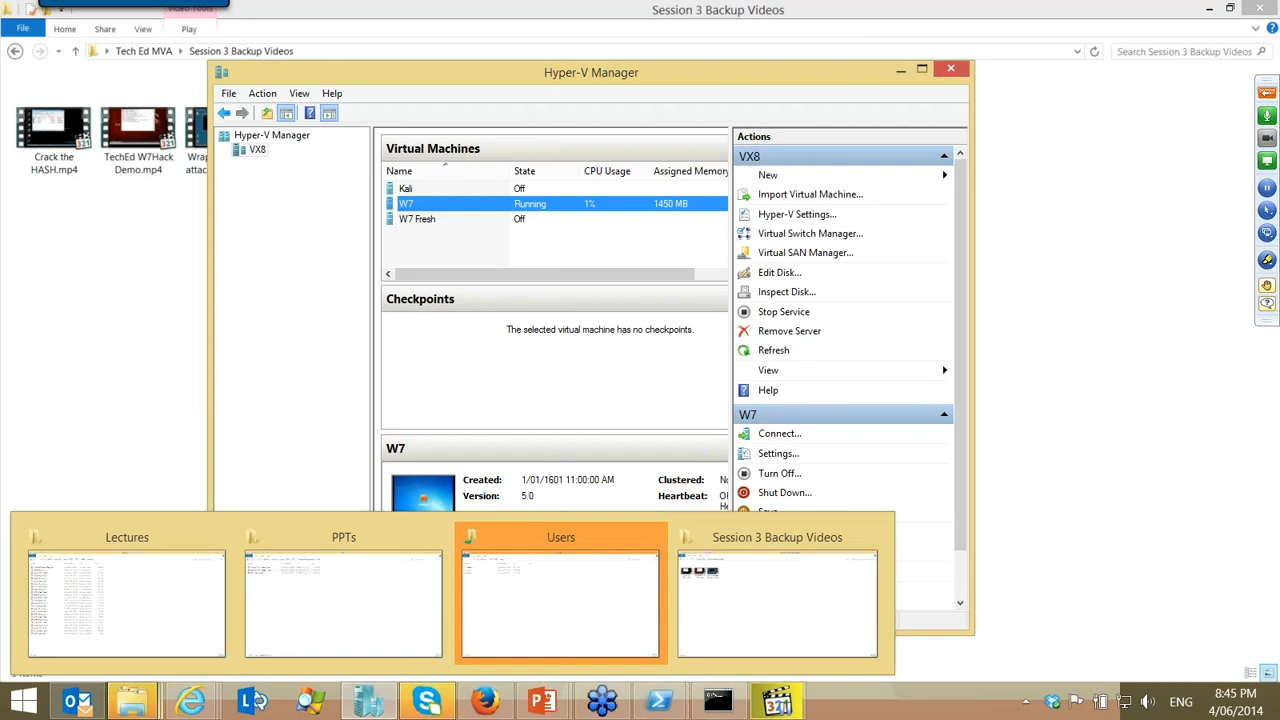 Video Tools
Session 3 Backup Videos
File
Home
Share
View
Play
Tech Ed MVA
Session 3 Backup Videos
Search Session 3 Backup Videos
Crack the
HASH.mp4
TechEd W7Hack
Demo.mp4
Hyper-V Manager
File
Action
View
Help
Hyper-V Manager
VX8
Virtual Machines
Name
State
CPU Usage
Assigned Memory
Kali
Off
W7
Running
1%
1450 MB
W7 Fresh
Off
Checkpoints
The selected virtual machine has no checkpoints.
W7
Created:
1/01/1601 11:00:00 AM
Clustered:
Version:
5.0
Heartbeat:
Actions
VX8
New
Import Virtual Machine...
Hyper-V Settings...
Virtual Switch Manager...
Virtual SAN Manager...
Edit Disk...
Inspect Disk...
Stop Service
Remove Server
Refresh
View
Help
W7
Connect...
Settings...
Turn Off...
Shut Down...
Lectures
PPTs
Users
Session 3 Backup Videos
ENG
8:45 PM
4/06/2014